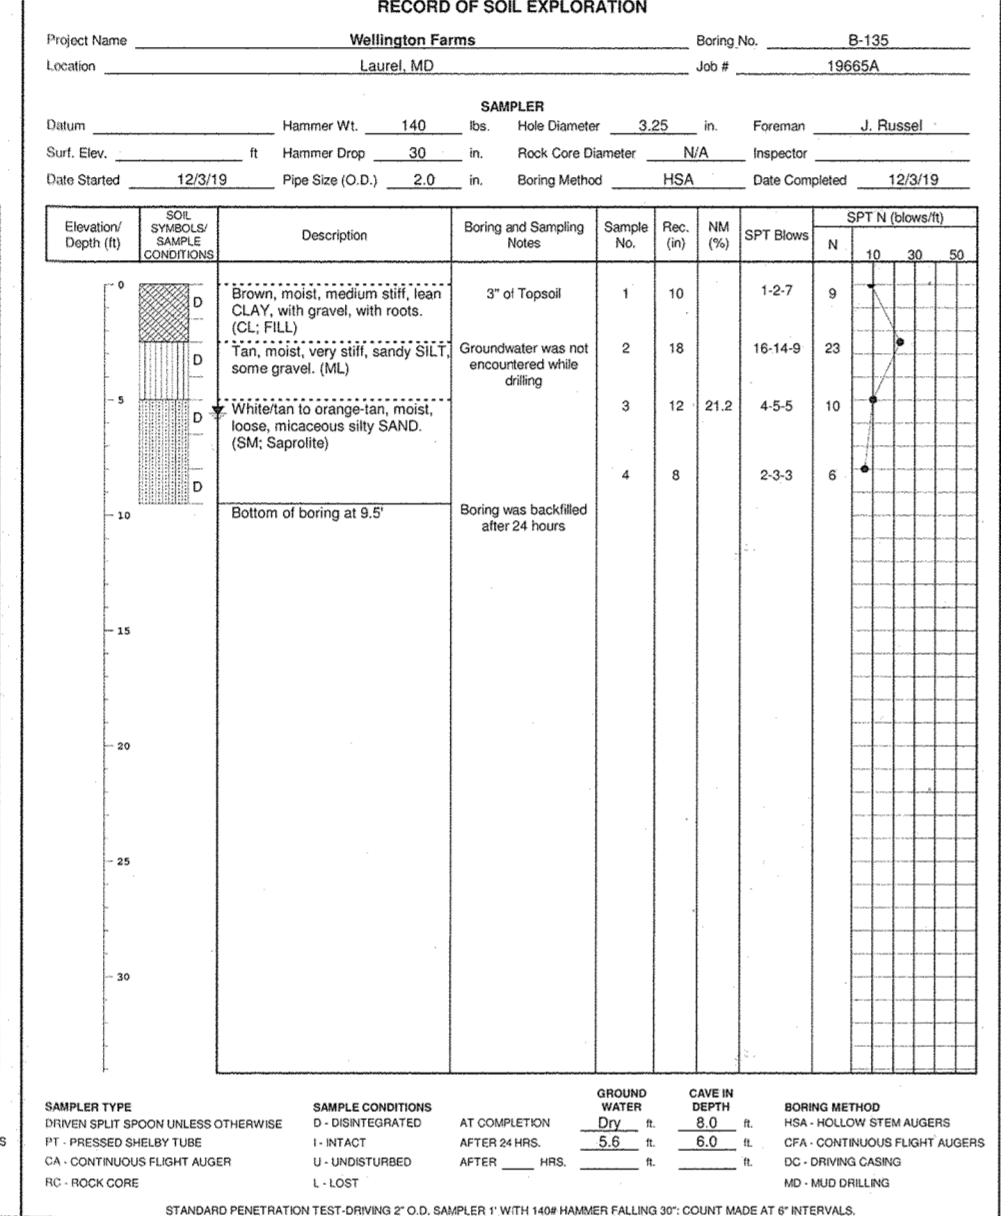 RECORD OF SOIL EXPLORATION
Project Name Wellington Farms Boring No. B-135
Location Laurel, MD Job # 19665A
SAMPLER
Datum Hammer Wt. 140 lbs. Hole Diameter 3.25 in. Foreman J. Russel
Surf. Elev. ft Hammer Drop 30 in. Rock Core Diameter N/A Inspector
Date Started 12/3/19 Pipe Size (O.D.) 2.0 in. Boring Method HSA Date Completed 12/3/19
Elevation/ Depth (ft) SOIL SYMBOLS/ SAMPLE CONDITIONS Description Boring and Sampling Notes Sample No. Rec. (in) NM (%) SPT Blows SPT N (blows/ft)
N 10 30 50
0 D Brown, moist, medium stiff, lean 3" of Topsoil 1 10 1-2-7 9
CLAY, with gravel, with roots.
(CL; FILL)
D Tan, moist, very stiff, sandy SILT, Groundwater was not 2 18 16-14-9 23
some gravel. (ML) encountered while
drilling
5 D White/tan to orange-tan, moist, 3 12 21.2 4-5-5 10
loose, micaceous silty SAND.
(SM; Saprolite)
D 4 8 2-3-3 6
10 Bottom of boring at 9.5' Boring was backfilled
after 24 hours
15
20
25
30
GROUND WATER CAVE IN DEPTH
SAMPLER TYPE SAMPLE CONDITIONS BORING METHOD
DRIVEN SPLIT SPOON UNLESS OTHERWISE D - DISINTEGRATED AT COMPLETION Dry ft. 8.0 ft. HSA - HOLLOW STEM AUGERS
S PT - PRESSED SHELBY TUBE I - INTACT AFTER 24 HRS. 5.6 ft. 6.0 ft. CFA - CONTINUOUS FLIGHT AUGERS
CA - CONTINUOUS FLIGHT AUGER U - UNDISTURBED AFTER ____ HRS. ft. ft. DC - DRIVING CASING
RC - ROCK CORE L - LOST MD - MUD DRILLING
STANDARD PENETRATION TEST-DRIVING 2" O.D. SAMPLER 1' WITH 140# HAMMER FALLING 30"; COUNT MADE AT 6" INTERVALS.